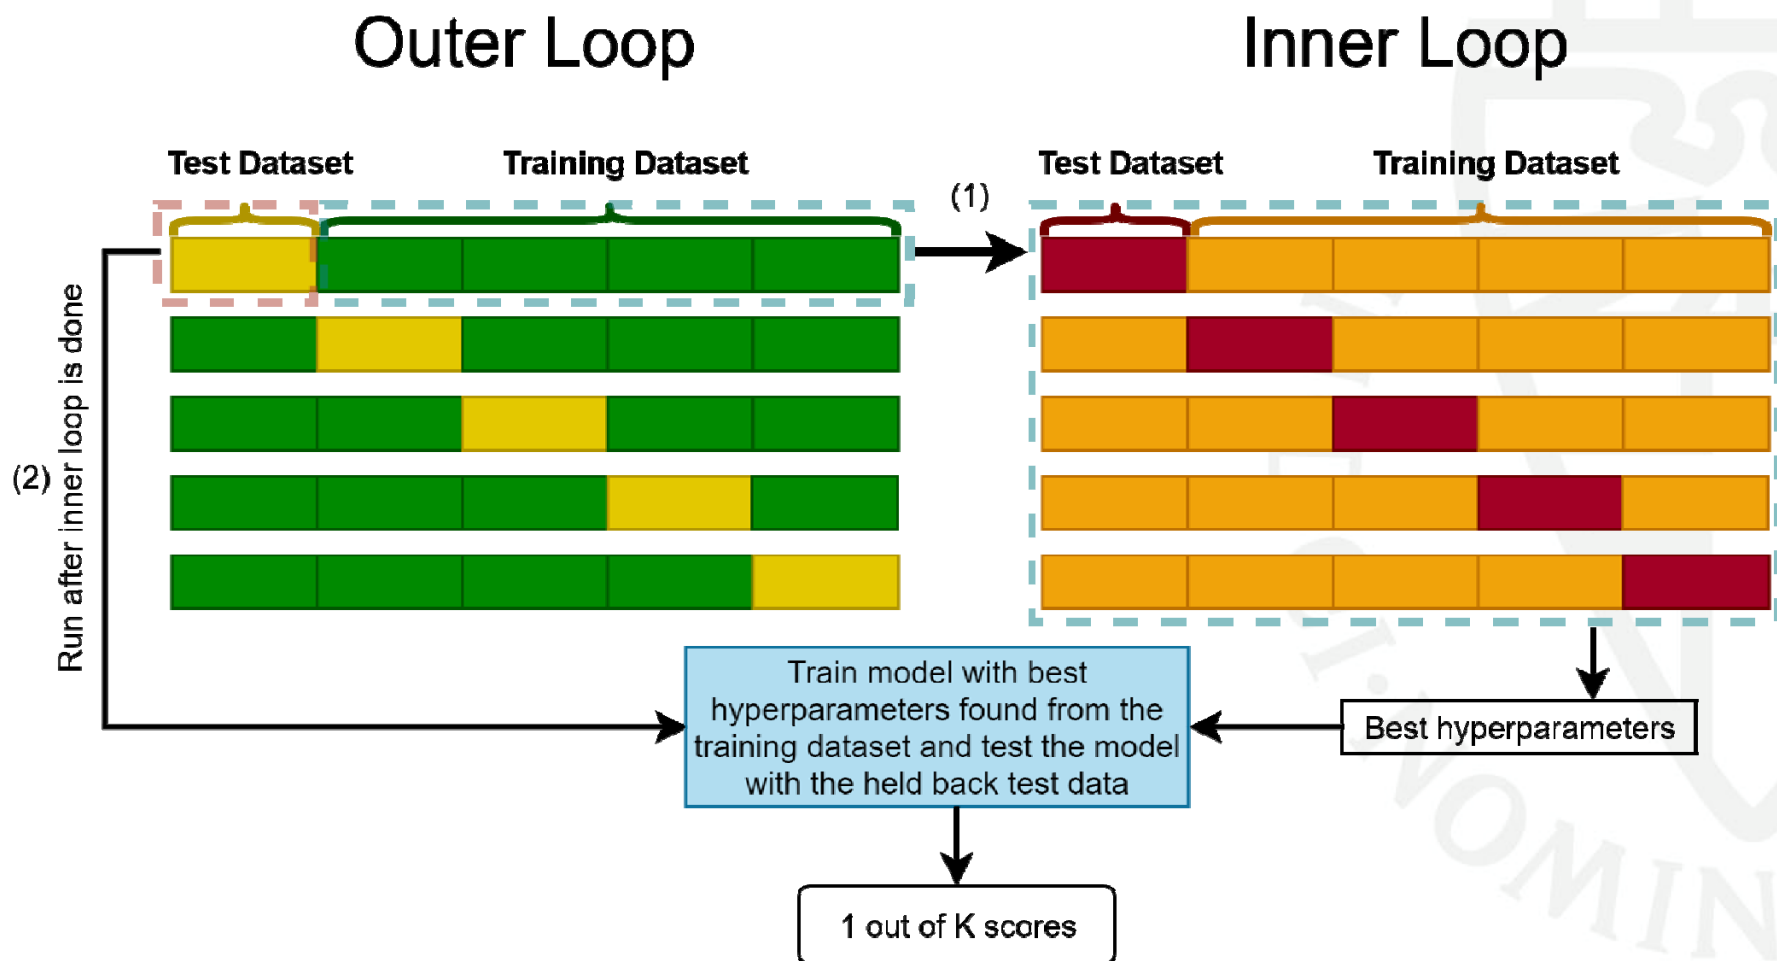 Outer Loop
Inner Loop
Test Dataset
Training Dataset
(1)
Test Dataset
Training Dataset
(2)
Run after inner loop is done
Train model with best
hyperparameters found from the
training dataset and test the model
with the held back test data
Best hyperparameters
1 out of K scores